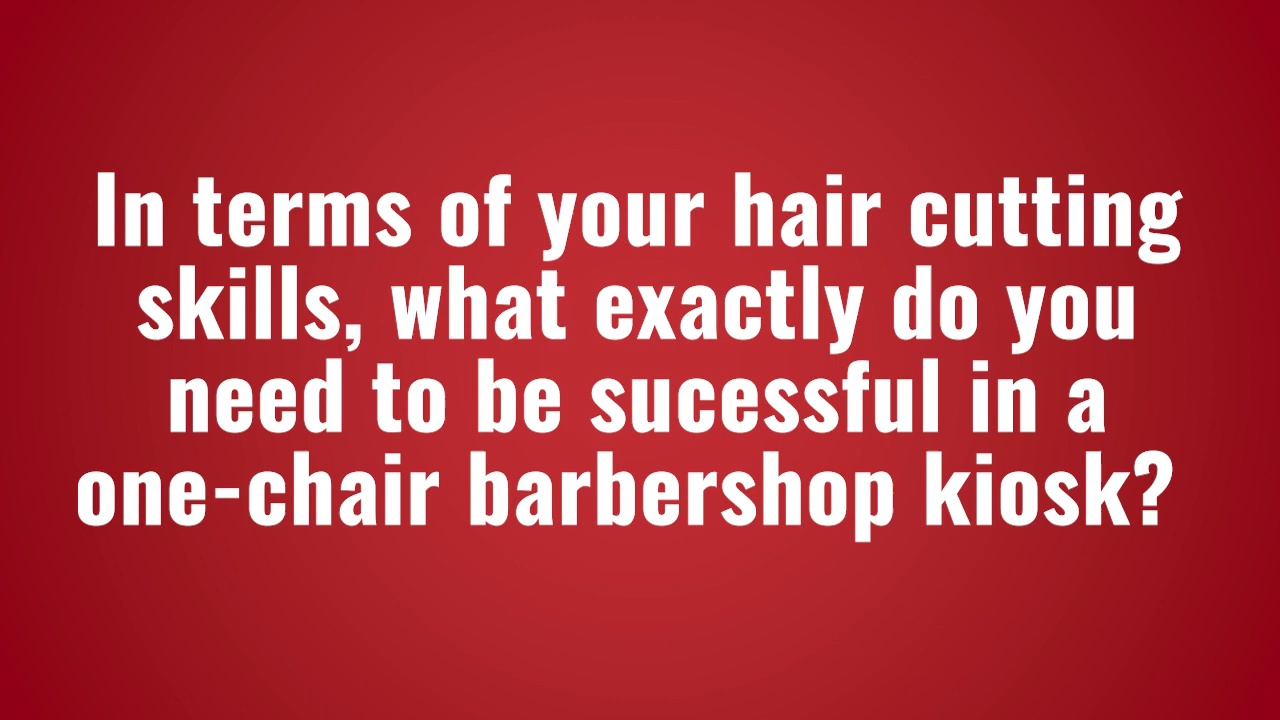 In terms of your hair cutting
skills, what exactly do you
need to be sucessful in a
one-chair barbershop kiosk?